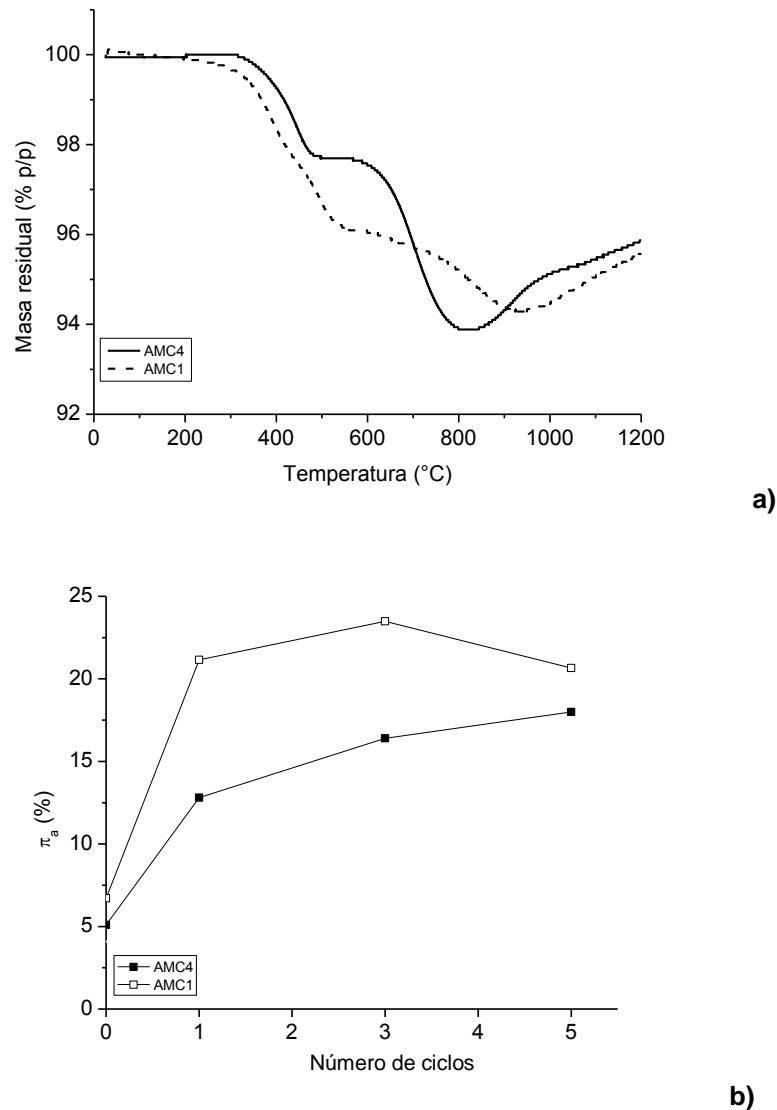 100
98
96
94
92
Masa residual (% p/p)
AMC4
AMC1
0
200
400
600
800
1000
1200
Temperatura (°C)
a)
25
20
15
10
5
0
πa (%)
AMC4
AMC1
0
1
2
3
4
5
Número de ciclos
b)